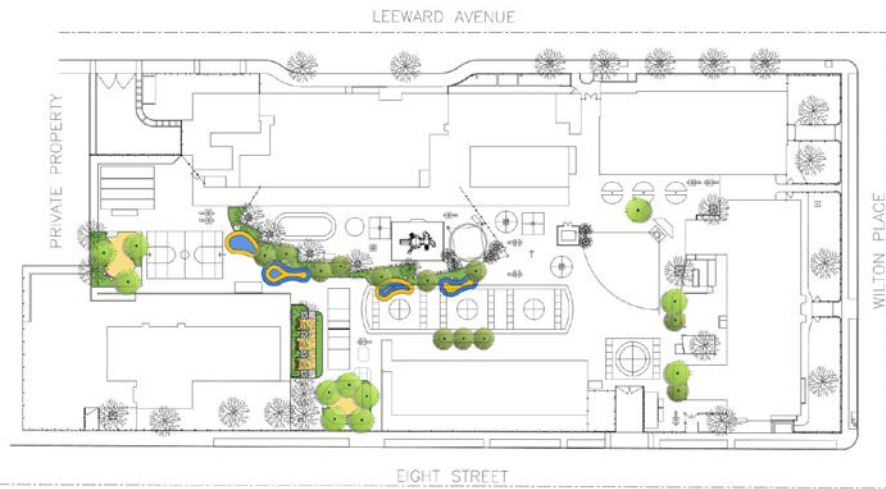 LEEWARD AVENUE
PRIVATE PROPERTY
WILTON PLACE
EIGHT STREET